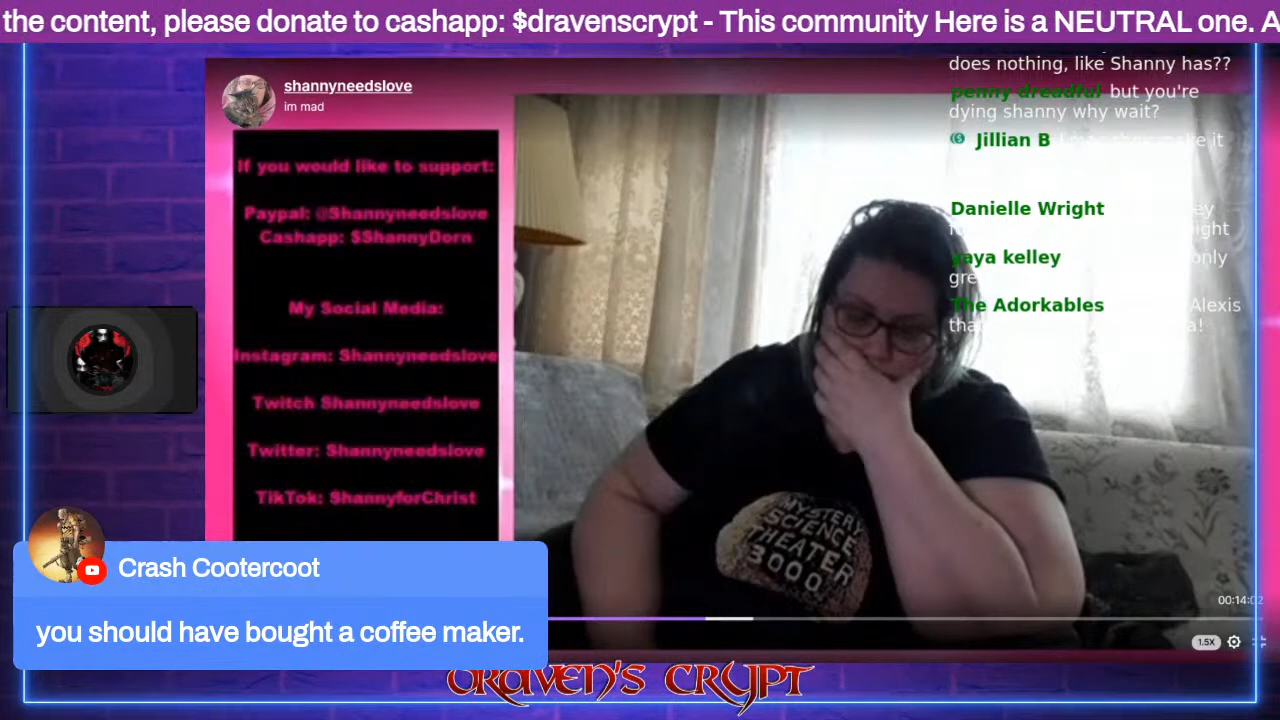 the content, please donate to cashapp: $dravenscrypt - This community Here is a NEUTRAL one. A
shannyneedslove
im mad
If you would like to support:
Paypal: @Shannyneedslove
Cashapp: $ShannyDorn
My Social Media:
Instagram: Shannyneedslove
Twitch Shannyneedslove
Twitter: Shannyneedslove
TikTok: ShannyforChrist
does nothing, like Shanny has??
penny dreadful but you're
dying shanny why wait?
Jillian B
Danielle Wright
yaya kelley only
The Adorkables Alexis
MYSTERY
SCIENCE
THEATER
3000
00:14:02
1.5X
Crash Cootercoot
you should have bought a coffee maker.
DRAVEN'S CRYPT